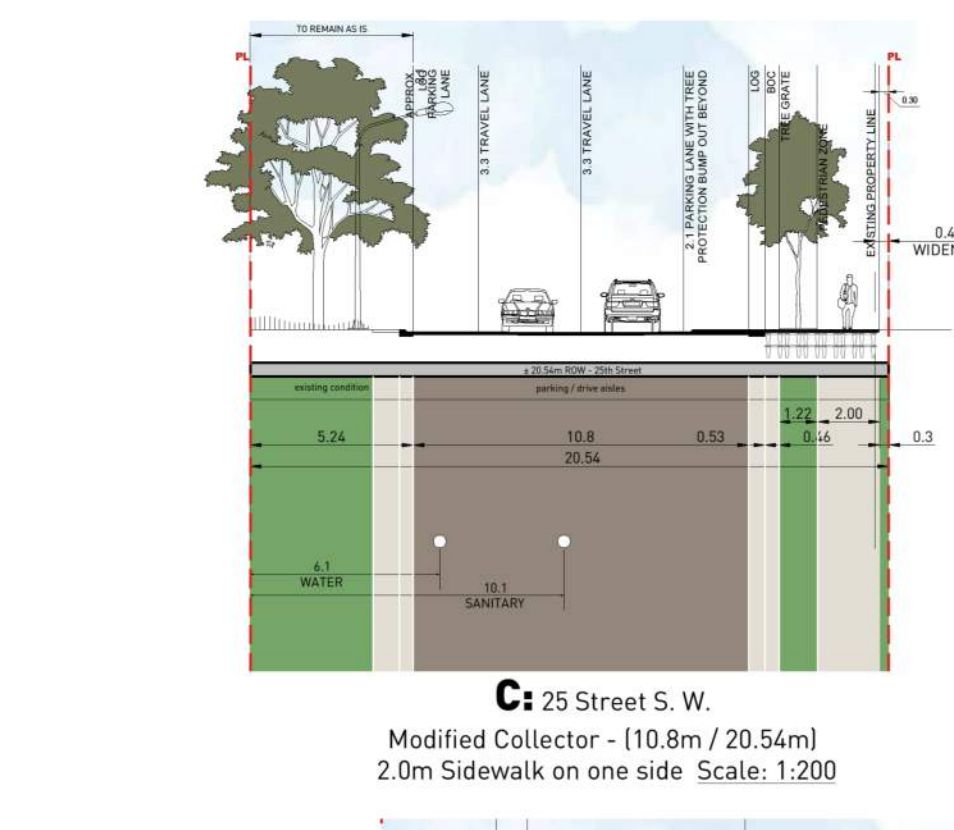 TO REMAIN AS IS
PL
PL
APPROX
LOG
PARKING
LANE
3.3 TRAVEL LANE
3.3 TRAVEL LANE
2.1 PARKING LANE WITH TREE
PROTECTION BUMP OUT BEYOND
LOG
BOC
TREE GRATE
PEDESTRIAN ZONE
EXISTING PROPERTY LINE
0.30
± 20.54m ROW - 25th Street
existing condition
parking / drive aisles
1.22
2.00
5.24
10.8
0.53
0.46
0.3
20.54
6.1
WATER
10.1
SANITARY
C: 25 Street S. W.
Modified Collector - (10.8m / 20.54m)
2.0m Sidewalk on one side Scale: 1:200